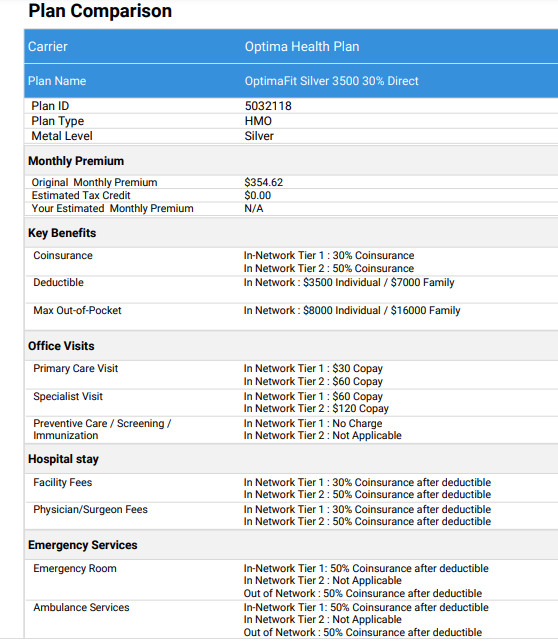 Plan Comparison
Carrier Optima Health Plan
Plan Name OptimaFit Silver 3500 30% Direct
Plan ID 5032118
Plan Type HMO
Metal Level Silver
Monthly Premium
Original Monthly Premium $354.62
Estimated Tax Credit $0.00
Your Estimated Monthly Premium N/A
Key Benefits
Coinsurance In-Network Tier 1 : 30% Coinsurance
In Network Tier 2 : 50% Coinsurance
Deductible In Network : $3500 Individual / $7000 Family
Max Out-of-Pocket In Network : $8000 Individual / $16000 Family
Office Visits
Primary Care Visit In Network Tier 1 : $30 Copay
In Network Tier 2 : $60 Copay
Specialist Visit In Network Tier 1 : $60 Copay
In Network Tier 2 : $120 Copay
Preventive Care / Screening / In Network Tier 1 : No Charge
Immunization In Network Tier 2 : Not Applicable
Hospital stay
Facility Fees In Network Tier 1 : 30% Coinsurance after deductible
In Network Tier 2 : 50% Coinsurance after deductible
Physician/Surgeon Fees In Network Tier 1 : 30% Coinsurance after deductible
In Network Tier 2 : 50% Coinsurance after deductible
Emergency Services
Emergency Room In-Network Tier 1: 50% Coinsurance after deductible
In Network Tier 2 : Not Applicable
Out of Network : 50% Coinsurance after deductible
Ambulance Services In-Network Tier 1: 50% Coinsurance after deductible
In Network Tier 2 : Not Applicable
Out of Network : 50% Coinsurance after deductible